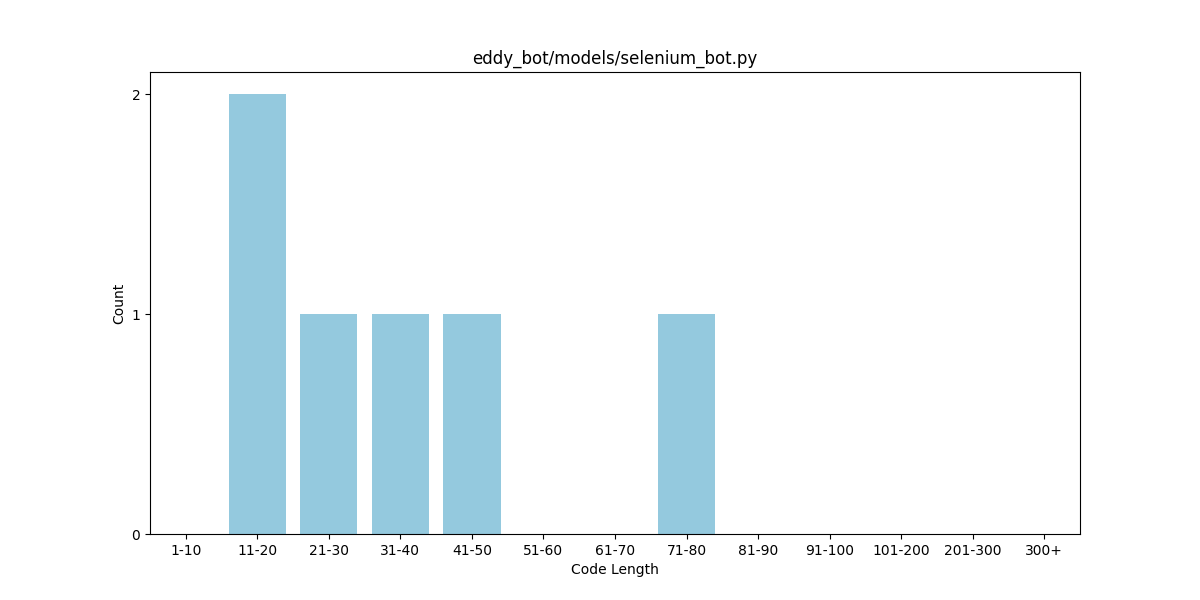 eddy_bot/models/selenium_bot.py
2
1
0
Count
1-10 11-20 21-30 31-40 41-50 51-60 61-70 71-80 81-90 91-100 101-200 201-300 300+
Code Length